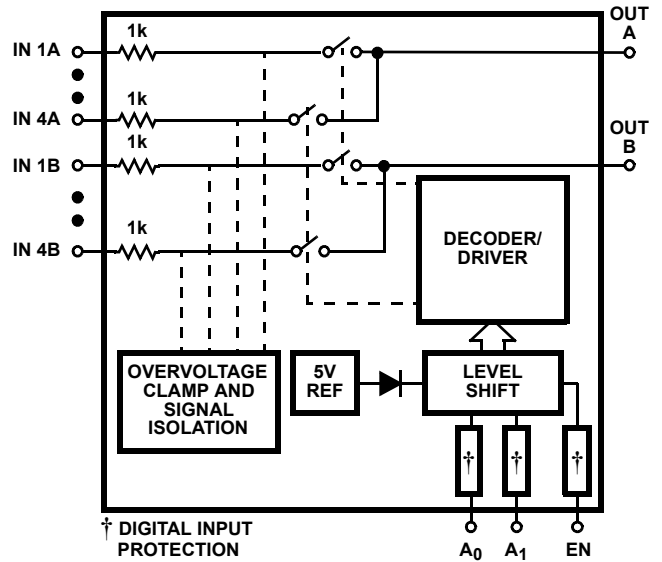 OUT
A
1k
IN 1A
1k
IN 4A
OUT
B
1k
IN 1B
1k
IN 4B
DECODER/
DRIVER
OVERVOLTAGE
CLAMP AND
SIGNAL
ISOLATION
5V
REF
LEVEL
SHIFT
† † †
† DIGITAL INPUT
PROTECTION
A0 A1 EN